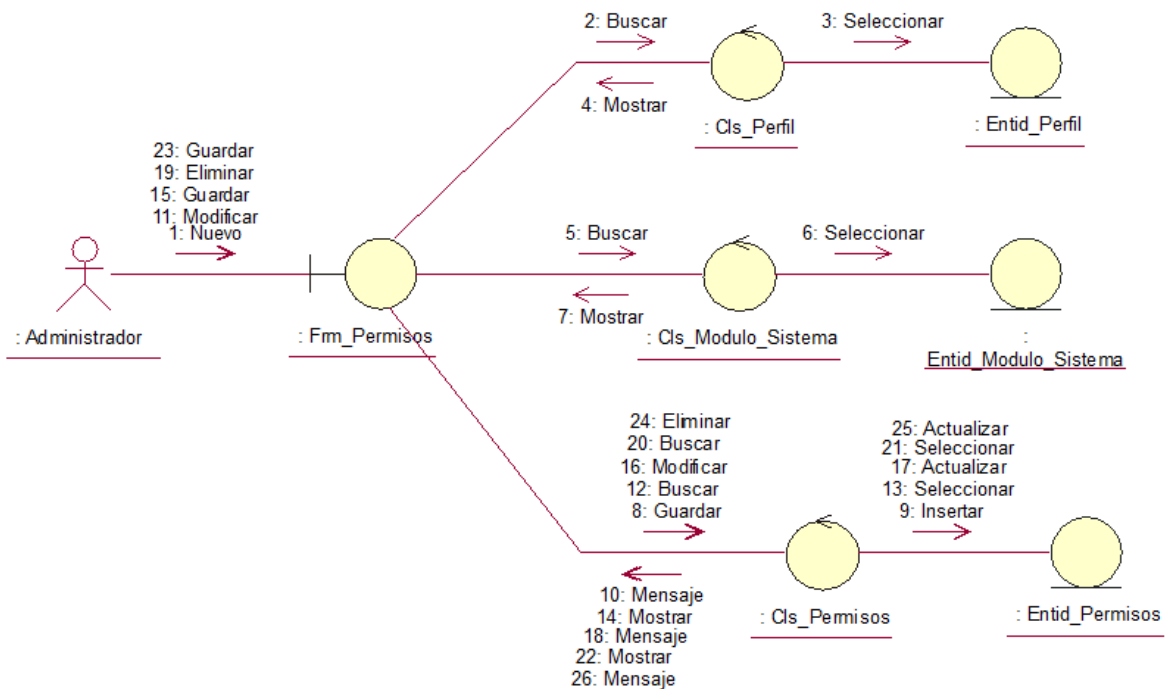 2: Buscar
3: Seleccionar
4: Mostrar
: Cls_Perfil
: Entid_Perfil
23: Guardar
19: Eliminar
15: Guardar
11: Modificar
1: Nuevo
5: Buscar
6: Seleccionar
7: Mostrar
: Administrador
: Frm_Permisos
: Cls_Modulo_Sistema
:
Entid_Modulo_Sistema
24: Eliminar
20: Buscar
16: Modificar
12: Buscar
8: Guardar
25: Actualizar
21: Seleccionar
17: Actualizar
13: Seleccionar
9: Insertar
10: Mensaje
14: Mostrar
18: Mensaje
22: Mostrar
26: Mensaje
: Cls_Permisos
: Entid_Permisos